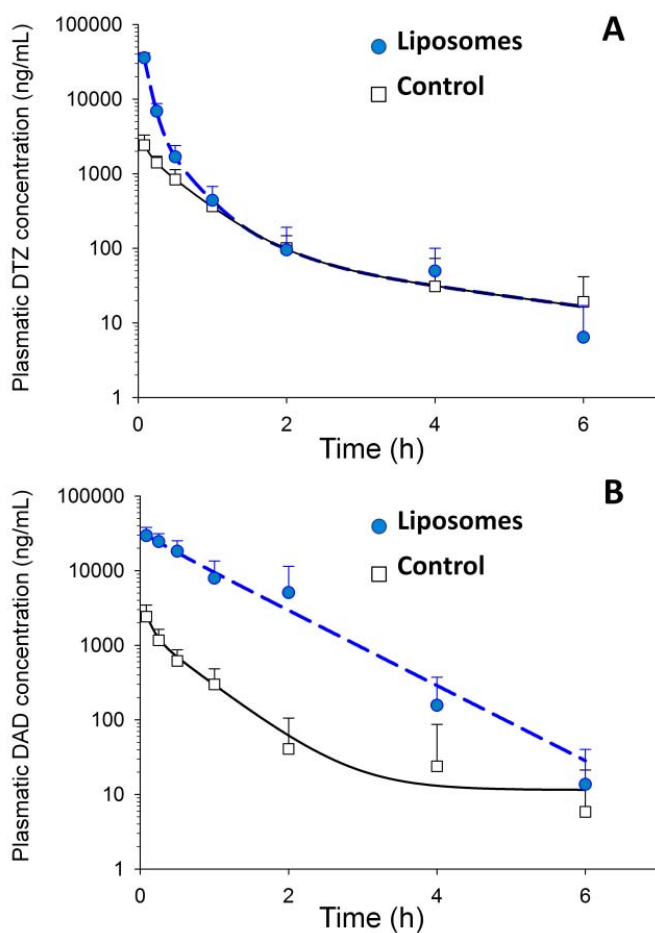 A
Liposomes
Control
Plasmatic DTZ concentration (ng/mL)
100000
10000
1000
100
10
1
0
2
4
6
Time (h)
B
Liposomes
Control
Plasmatic DAD concentration (ng/mL)
100000
10000
1000
100
10
1
0
2
4
6
Time (h)